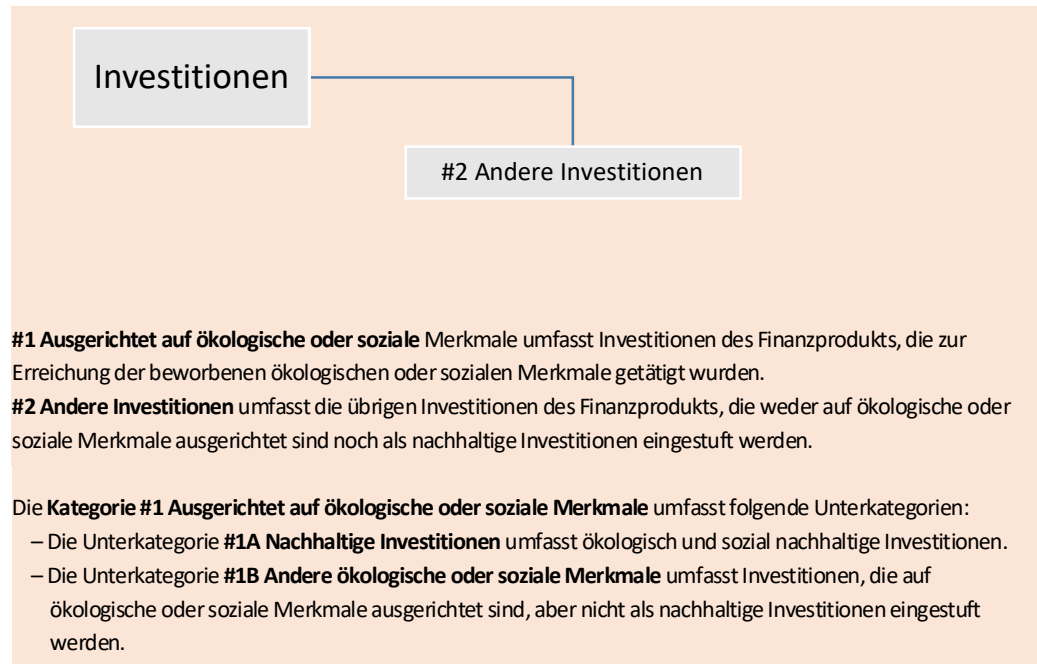 Investitionen
#2 Andere Investitionen
#1 Ausgerichtet auf ökologische oder soziale Merkmale umfasst Investitionen des Finanzprodukts, die zur
Erreichung der beworbenen ökologischen oder sozialen Merkmale getätigt wurden.
#2 Andere Investitionen umfasst die übrigen Investitionen des Finanzprodukts, die weder auf ökologische oder
soziale Merkmale ausgerichtet sind noch als nachhaltige Investitionen eingestuft werden.
Die Kategorie #1 Ausgerichtet auf ökologische oder soziale Merkmale umfasst folgende Unterkategorien:
– Die Unterkategorie #1A Nachhaltige Investitionen umfasst ökologisch und sozial nachhaltige Investitionen.
– Die Unterkategorie #1B Andere ökologische oder soziale Merkmale umfasst Investitionen, die auf
ökologische oder soziale Merkmale ausgerichtet sind, aber nicht als nachhaltige Investitionen eingestuft
werden.